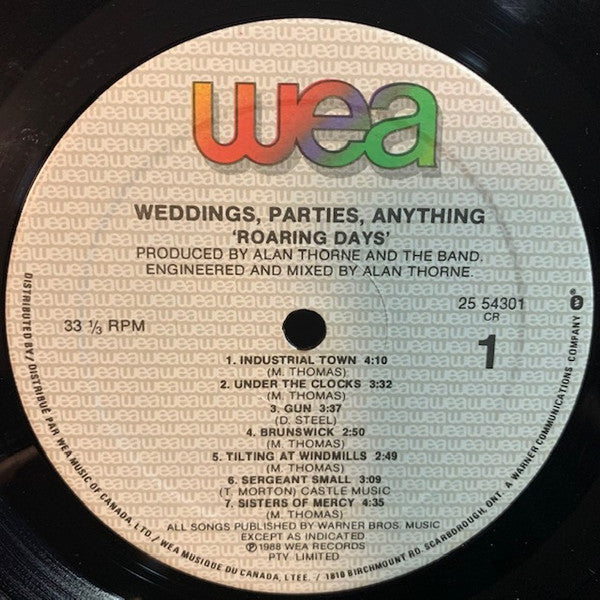 wea
WEDDINGS, PARTIES, ANYTHING
'ROARING DAYS'
PRODUCED BY ALAN THORNE AND THE BAND.
ENGINEERED AND MIXED BY ALAN THORNE.
33 ⅓ RPM
25 54301
CR
1
1. INDUSTRIAL TOWN 4:10
(M. THOMAS)
2. UNDER THE CLOCKS 3:32
(M. THOMAS)
3. GUN 3:37
(D. STEEL)
4. BRUNSWICK 2:50
(M. THOMAS)
5. TILTING AT WINDMILLS 2:49
(M. THOMAS)
6. SERGEANT SMALL 3:09
(T. MORTON) CASTLE MUSIC
7. SISTERS OF MERCY 4:35
(M. THOMAS)
ALL SONGS PUBLISHED BY WARNER BROS. MUSIC
EXCEPT AS INDICATED
℗ 1988 WEA RECORDS
PTY. LIMITED
DISTRIBUTED BY/DISTRIBUÉ PAR WEA MUSIC OF CANADA, LTD./WEA MUSIQUE DU CANADA, LTEE. / 1810 BIRCHMOUNT RD. SCARBOROUGH, ONT. A WARNER COMMUNICATIONS COMPANY W®